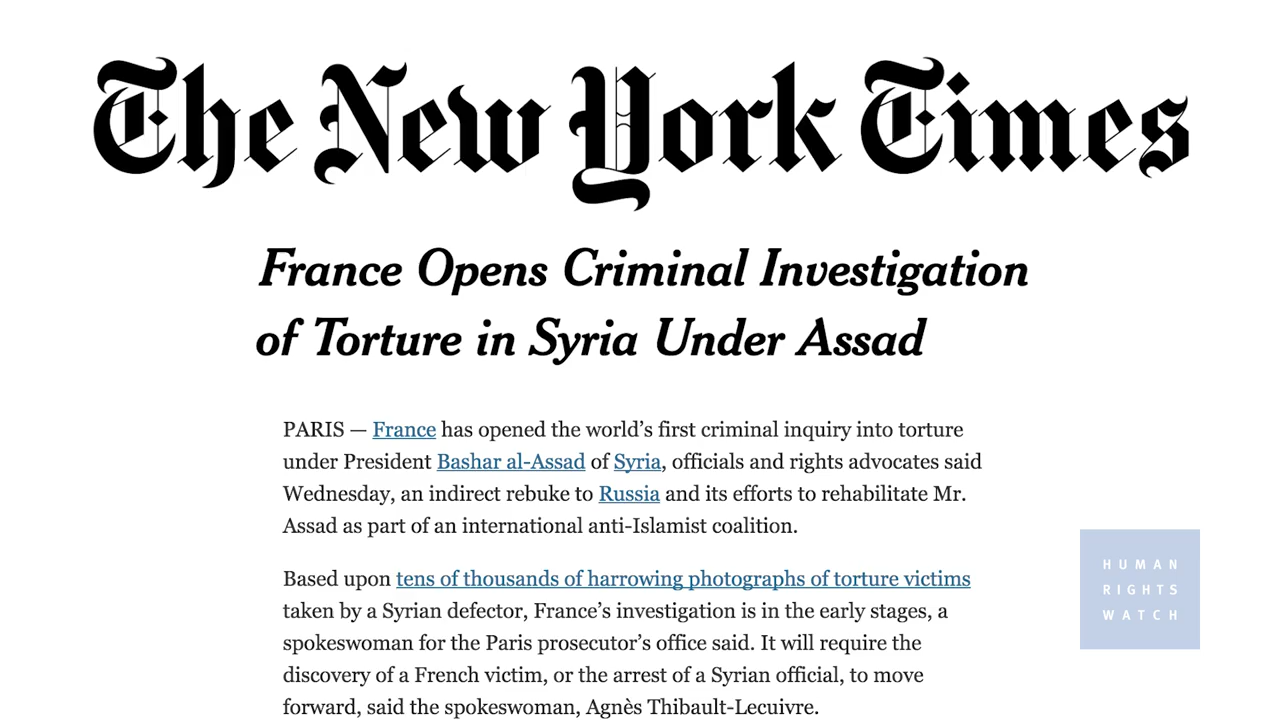 The New York Times
France Opens Criminal Investigation
of Torture in Syria Under Assad
PARIS — France has opened the world's first criminal inquiry into torture
under President Bashar al-Assad of Syria, officials and rights advocates said
Wednesday, an indirect rebuke to Russia and its efforts to rehabilitate Mr.
Assad as part of an international anti-Islamist coalition.
Based upon tens of thousands of harrowing photographs of torture victims
taken by a Syrian defector, France's investigation is in the early stages, a
spokeswoman for the Paris prosecutor's office said. It will require the
discovery of a French victim, or the arrest of a Syrian official, to move
forward, said the spokeswoman, Agnès Thibault-Lecuivre.
HUMAN
RIGHTS
WATCH